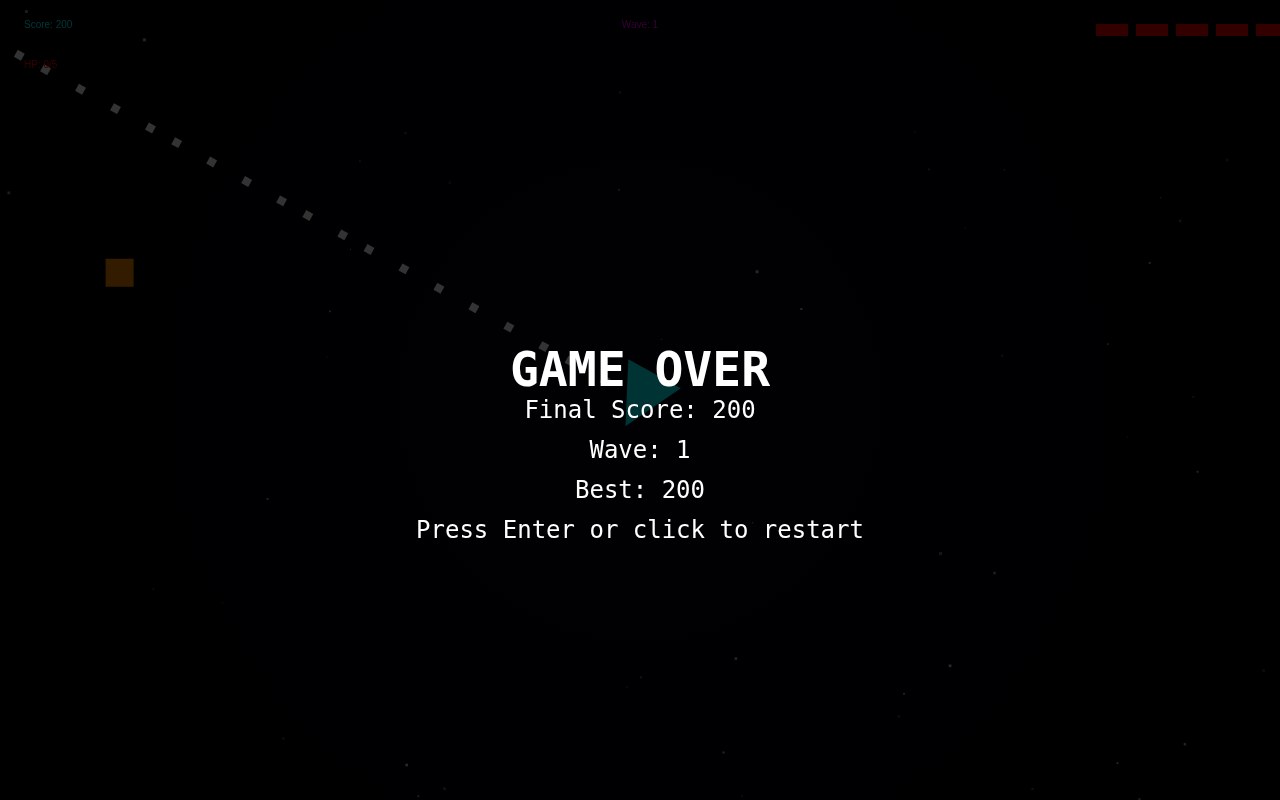 Score: 200
Wave: 1
GAME OVER
Final Score: 200
Wave: 1
Best: 200
Press Enter or click to restart